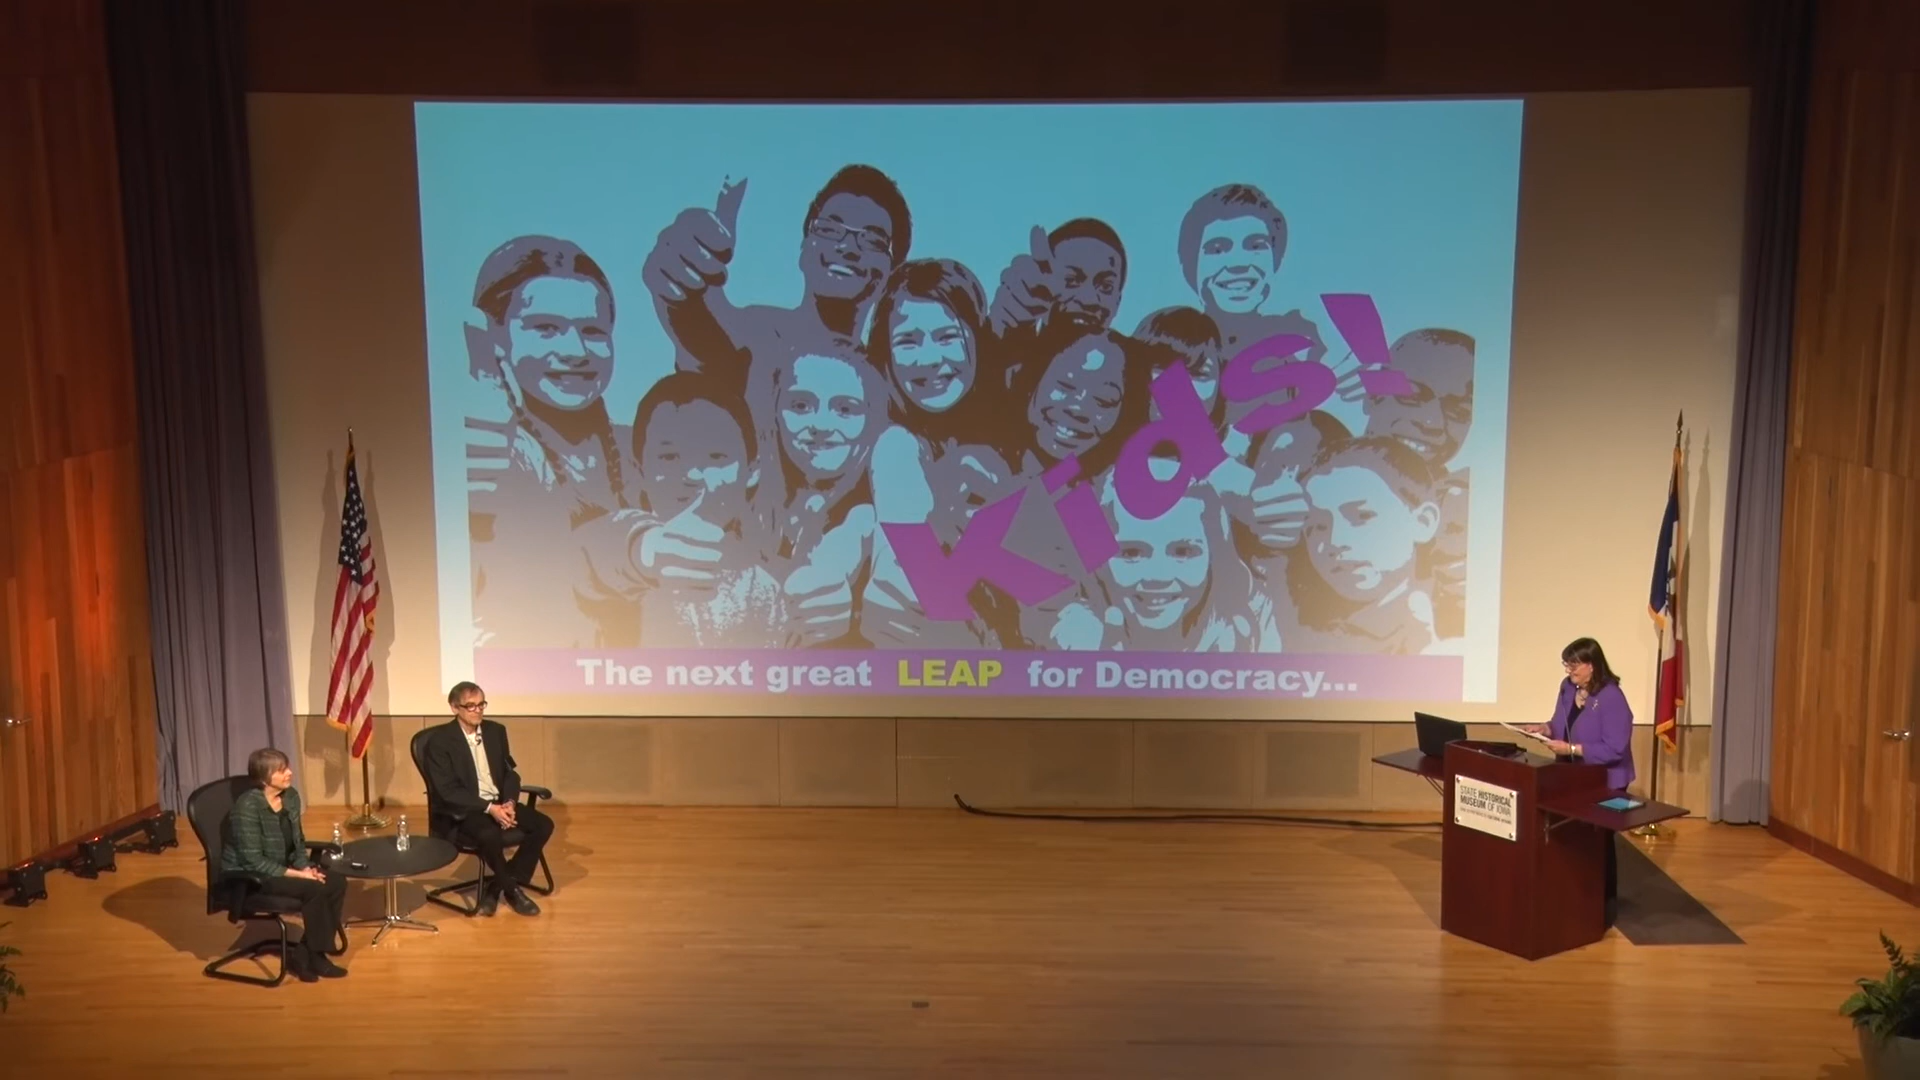 Kids!
The next great LEAP for Democracy...
STATE HISTORICAL
MUSEUM OF IOWA